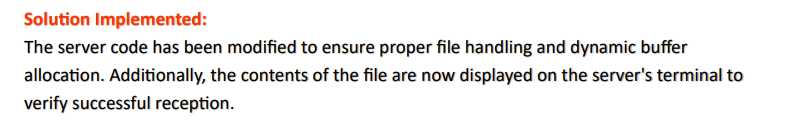 Solution Implemented:
The server code has been modified to ensure proper file handling and dynamic buffer
allocation. Additionally, the contents of the file are now displayed on the server's terminal to
verify successful reception.